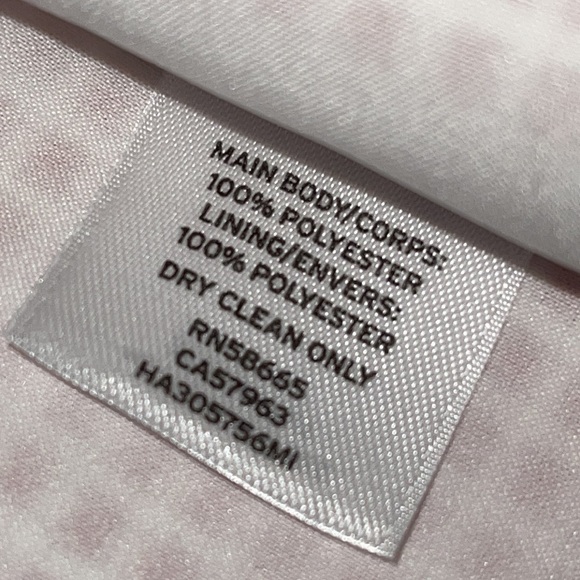 MAIN BODY/CORPS:
100% POLYESTER
LINING/ENVERS:
100% POLYESTER
DRY CLEAN ONLY
RN58665
CA57963
HA305756MI